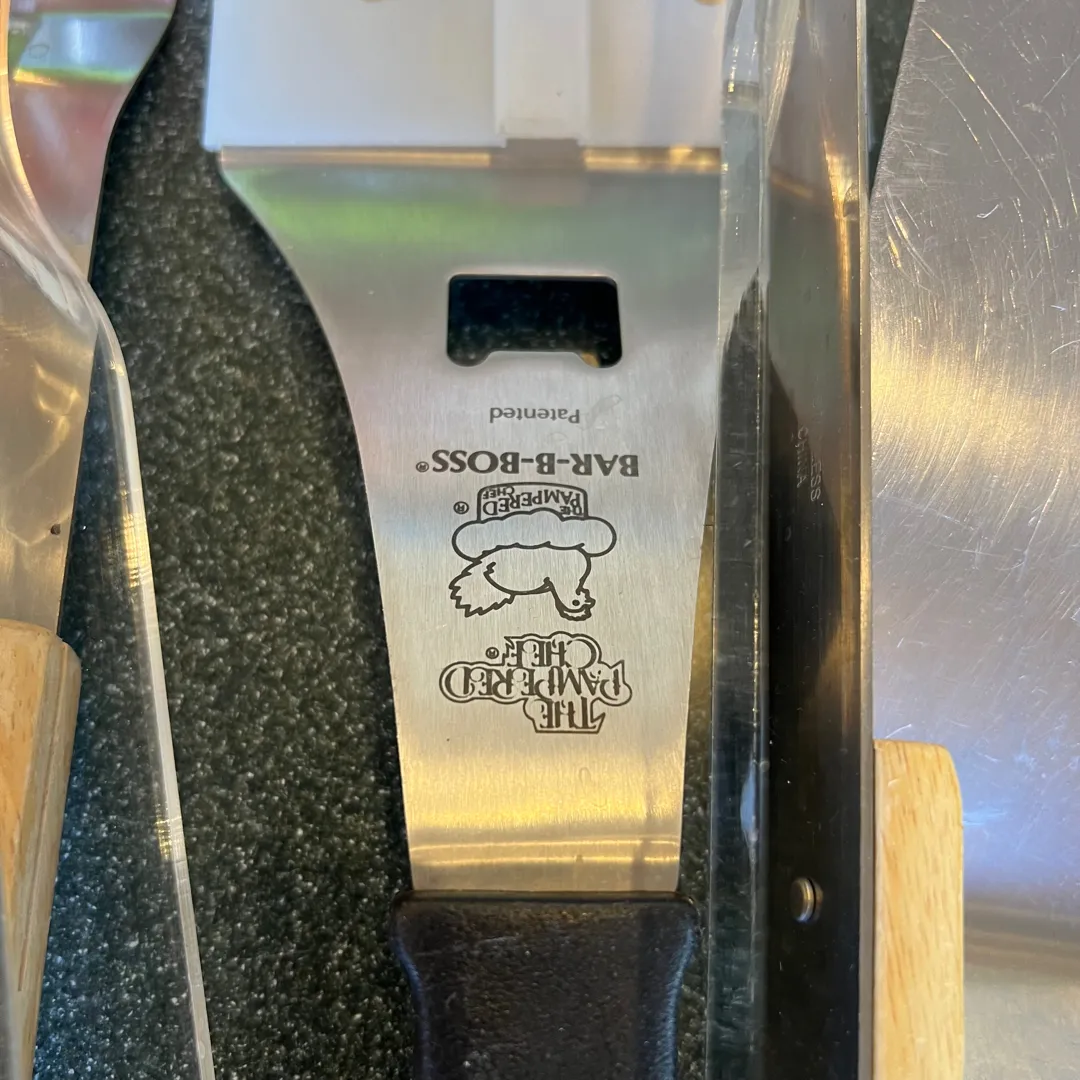 THE
PAMPERED
CHEF®
THE
PAMPERED
CHEF
®
BAR-B-BOSS®
Patented